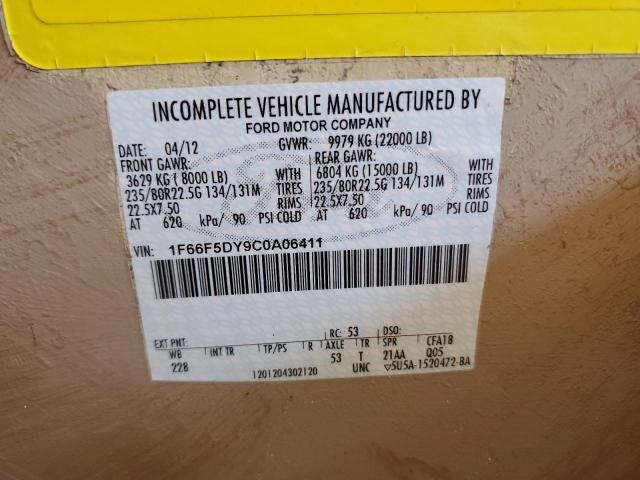 INCOMPLETE VEHICLE MANUFACTURED BY
FORD MOTOR COMPANY
DATE: 04/12 GVWR: 9979 KG (22000 LB)
FRONT GAWR: REAR GAWR:
3629 KG ( 8000 LB) WITH 6804 KG (15000 LB) WITH
235/80R22.5G 134/131M TIRES 235/80R22.5G 134/131M TIRES
22.5X7.50 RIMS 22.5X7.50 RIMS
AT 620 kPa/ 90 PSI COLD AT 620 kPa/ 90 PSI COLD
VIN: 1F66F5DY9C0A06411
EXT PNT: RC: 53 DSO:
WB INT TR TP/PS R AXLE TR SPR CFA18
228 53 T 21AA Q05
1201204302120 UNC ▽5U5A-1520472-BA